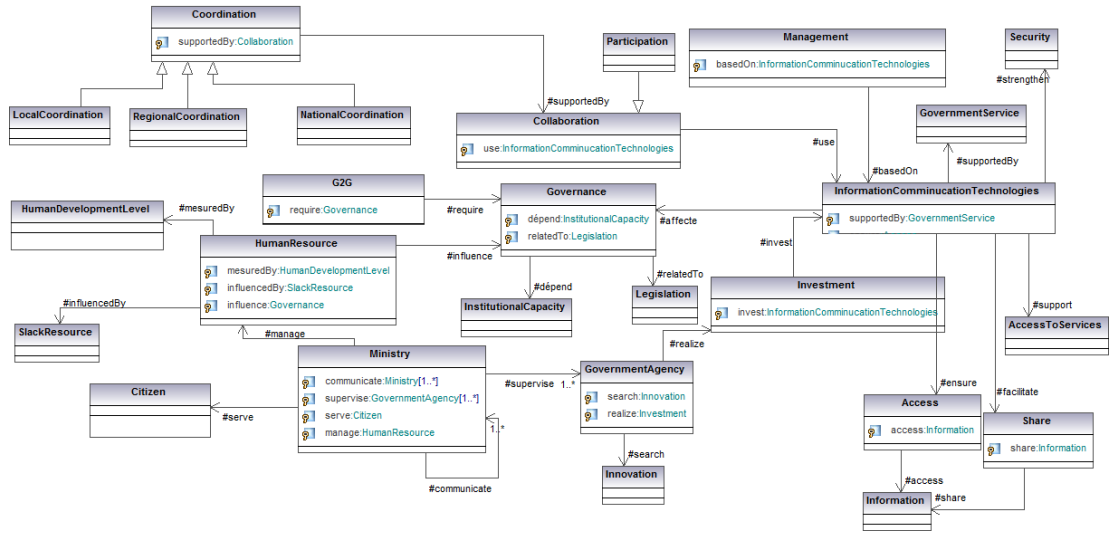 Coordination
supportedBy:Collaboration
Participation
Management
basedOn:InformationComminucationTechnologies
Security
#strengthen
LocalCoordination
RegionalCoordination
NationalCoordination
#supportedBy
Collaboration
use:InformationComminucationTechnologies
#use
#basedOn
GovernmentService
#supportedBy
HumanDevelopmentLevel
#mesuredBy
G2G
require:Governance
#require
Governance
dépend:InstitutionalCapacity
relatedTo:Legislation
#affecte
InformationComminucationTechnologies
supportedBy:GovernmentService
HumanResource
mesuredBy:HumanDevelopmentLevel
influencedBy:SlackResource
influence:Governance
#influence
#invest
#dépend
#relatedTo
#influencedBy
SlackResource
InstitutionalCapacity
Legislation
Investment
invest:InformationComminucationTechnologies
#support
AccessToServices
#manage
#realize
Ministry
communicate:Ministry[1..*]
supervise:GovernmentAgency[1..*]
serve:Citizen
manage:HumanResource
#supervise
1..*
GovernmentAgency
search:Innovation
realize:Investment
Citizen
#serve
1..*
#communicate
#search
Innovation
#ensure
#facilitate
Access
access:Information
Share
share:Information
#access
#share
Information